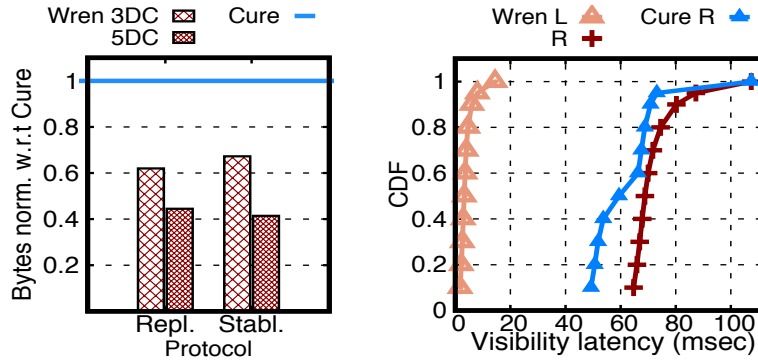 Wren 3DC
5DC
Cure
Bytes norm. w.r.t Cure
1
0.8
0.6
0.4
0.2
Repl.
Stabl.
Protocol
Wren L
R
Cure R
CDF
1
0.8
0.6
0.4
0.2
0
0 20 40 60 80 100
Visibility latency (msec)